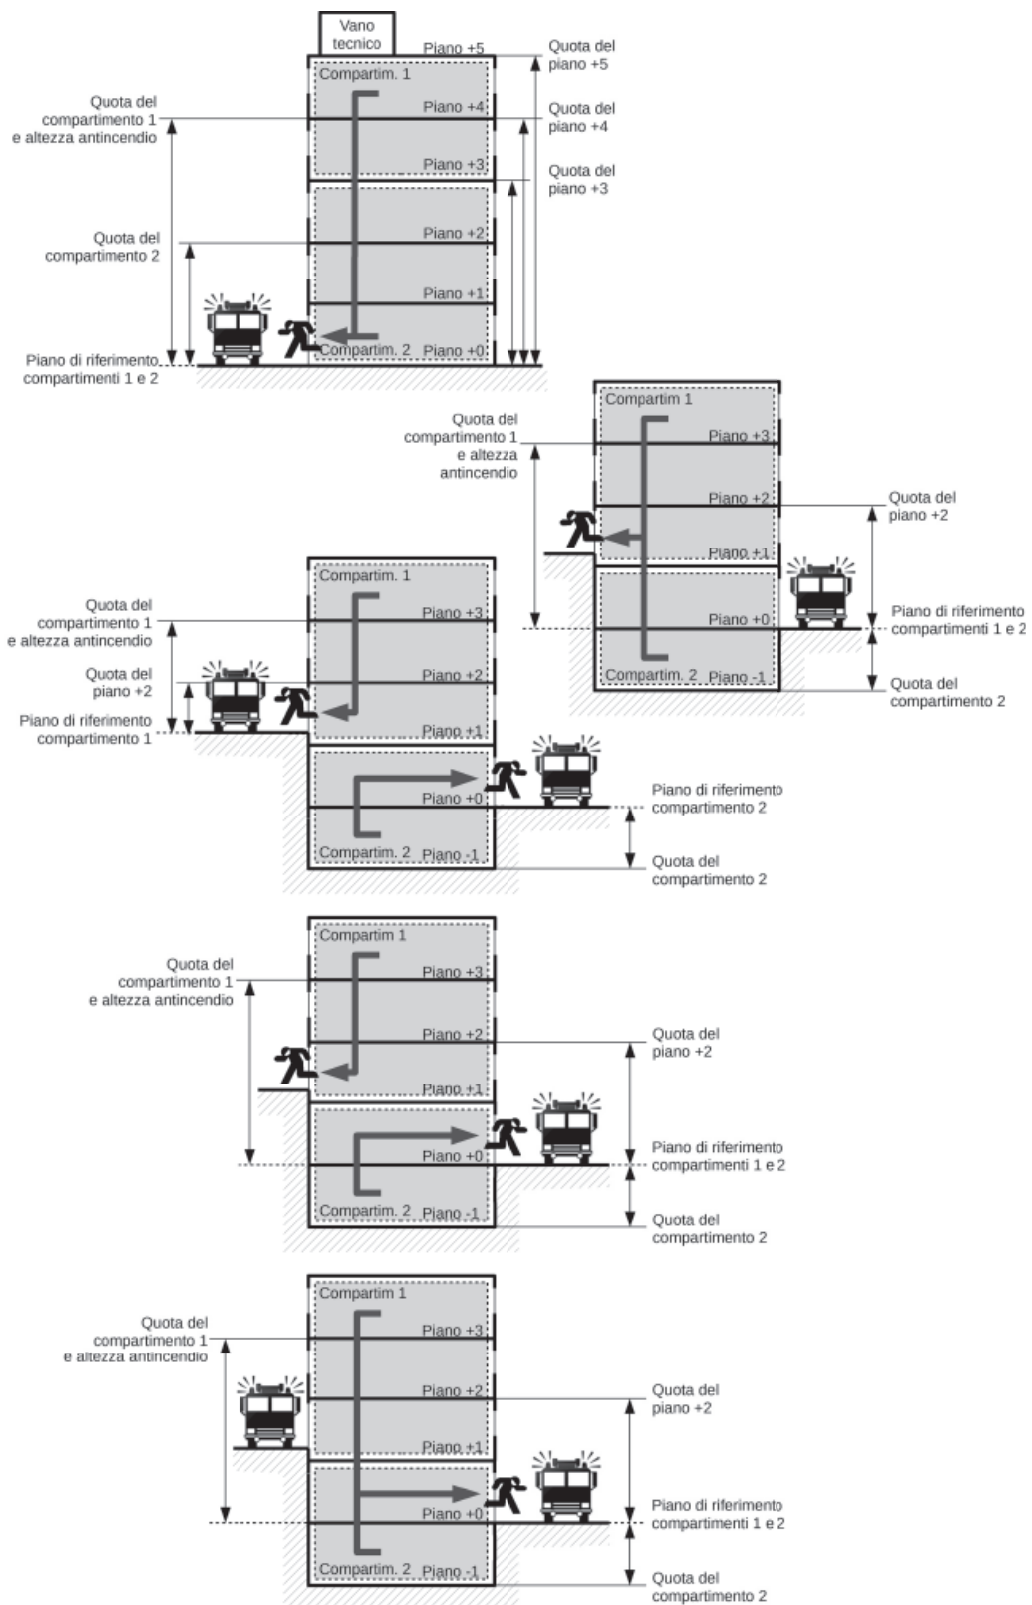 Vano
tecnico
Piano +5
Quota del
piano +5
Compartim. 1
Quota del
compartimento 1
e altezza antincendio
Piano +4
Quota del
piano +4
Piano +3
Quota del
piano +3
Quota del
compartimento 2
Piano +2
Piano +1
Compartim. 2
Piano +0
Piano di riferimento
compartimenti 1 e 2
Compartim 1
Quota del
compartimento 1
e altezza
antincendio
Piano +3
Piano +2
Quota del
piano +2
Piano +1
Piano +0
Piano di riferimento
compartimenti 1 e 2
Compartim. 2
Piano -1
Quota del
compartimento 2
Compartim. 1
Quota del
compartimento 1
e altezza antincendio
Piano +3
Quota del
piano +2
Piano +2
Piano di riferimento
compartimento 1
Piano +1
Piano +0
Piano di riferimento
compartimento 2
Compartim. 2
Piano -1
Quota del
compartimento 2
Compartim 1
Quota del
compartimento 1
e altezza antincendio
Piano +3
Piano +2
Quota del
piano +2
Piano +1
Piano +0
Piano di riferimento
compartimenti 1 e 2
Compartim. 2
Piano -1
Quota del
compartimento 2
Compartim 1
Quota del
compartimento 1
e altezza antincendio
Piano +3
Piano +2
Quota del
piano +2
Piano +1
Piano +0
Piano di riferimento
compartimenti 1 e 2
Compartim. 2
Piano -1
Quota del
compartimento 2